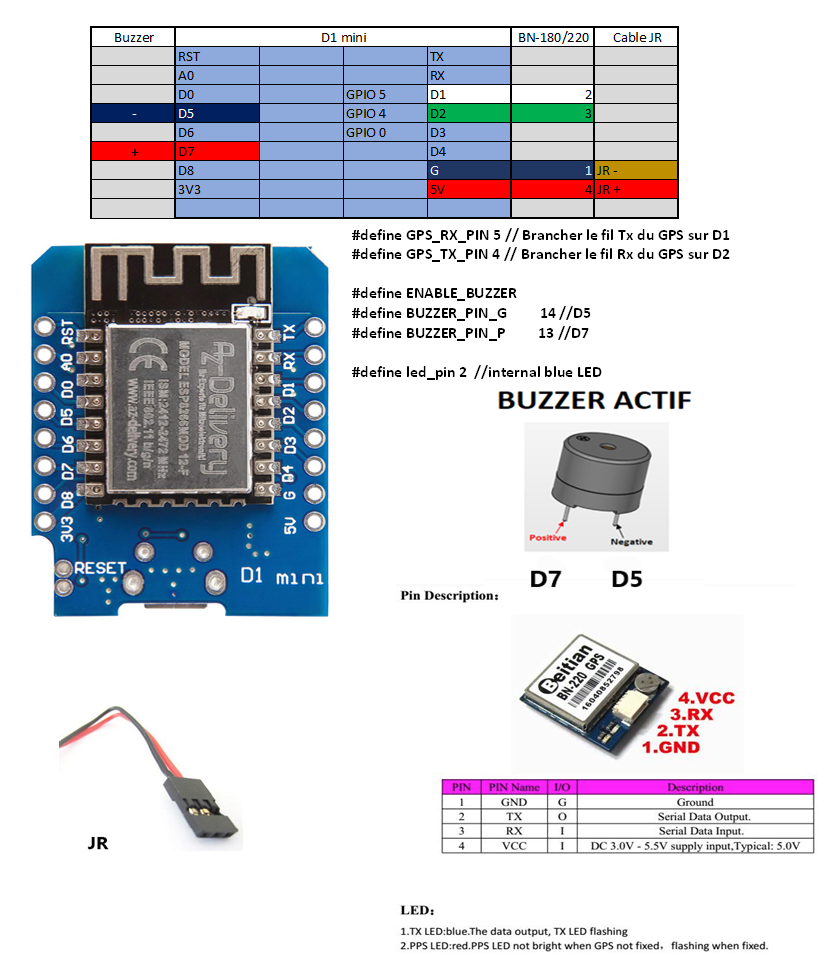 Buzzer D1 mini BN-180/220 Cable JR
RST TX
A0 RX
D0 GPIO 5 D1 2
- D5 GPIO 4 D2 3
D6 GPIO 0 D3
+ D7 D4
D8 G 1 JR -
3V3 5V 4 JR +
#define GPS_RX_PIN 5 // Brancher le fil Tx du GPS sur D1
#define GPS_TX_PIN 4 // Brancher le fil Rx du GPS sur D2
#define ENABLE_BUZZER
#define BUZZER_PIN_G 14 //D5
#define BUZZER_PIN_P 13 //D7
#define led_pin 2 //internal blue LED
RST
A0
D0
D5
D6
D7
D8
3V3
TX
RX
D1
D2
D3
D4
G
5V
Az-Delivery
Ihr Experte für Mikroelektronik!
MODEL ESP8266MOD 12-F
ISM:2412-2472 MHz
IEEE:802.11 b/g/n
www.az-delivery.com
CE
RESET
D1 mini
BUZZER ACTIF
Positive
Negative
D7 D5
Pin Description:
Beitian
BN-220 GPS
16040852798
4.VCC
3.RX
2.TX
1.GND
JR
PIN PIN Name I/O Description
1 GND G Ground
2 TX O Serial Data Output.
3 RX I Serial Data Input.
4 VCC I DC 3.0V - 5.5V supply input,Typical: 5.0V
LED:
1.TX LED:blue.The data output, TX LED flashing
2.PPS LED:red.PPS LED not bright when GPS not fixed，flashing when fixed.